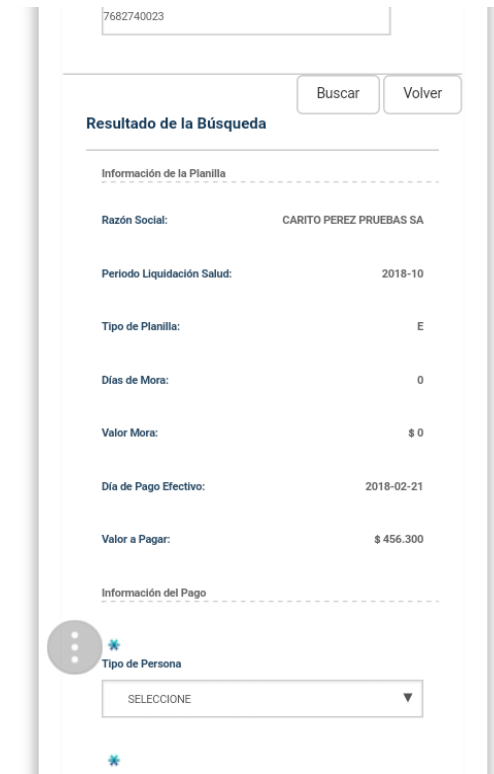 7682740023
Buscar Volver
Resultado de la Búsqueda
Información de la Planilla
Razón Social: CARITO PEREZ PRUEBAS SA
Periodo Liquidación Salud: 2018-10
Tipo de Planilla: E
Días de Mora: 0
Valor Mora: $ 0
Día de Pago Efectivo: 2018-02-21
Valor a Pagar: $ 456.300
Información del Pago
Tipo de Persona
SELECCIONE